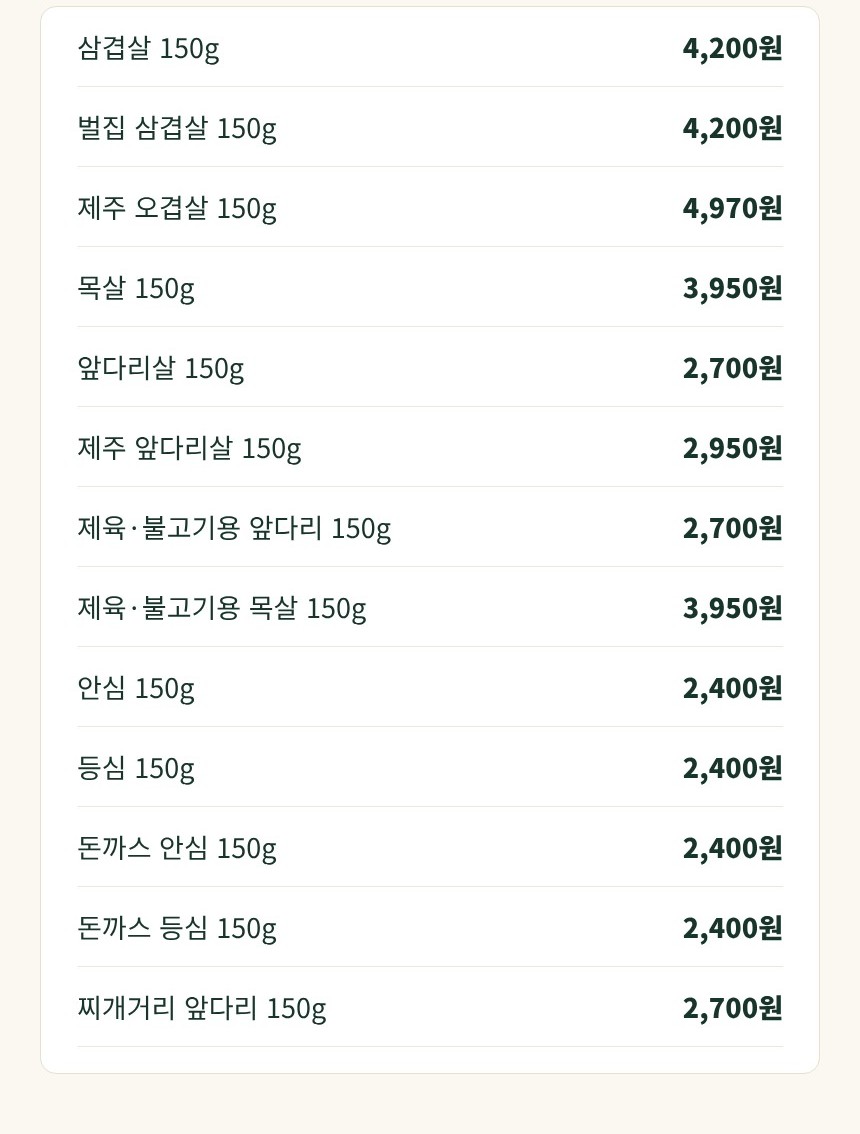 삼겹살 150g 4,200원
벌집 삼겹살 150g 4,200원
제주 오겹살 150g 4,970원
목살 150g 3,950원
앞다리살 150g 2,700원
제주 앞다리살 150g 2,950원
제육·불고기용 앞다리 150g 2,700원
제육·불고기용 목살 150g 3,950원
안심 150g 2,400원
등심 150g 2,400원
돈까스 안심 150g 2,400원
돈까스 등심 150g 2,400원
찌개거리 앞다리 150g 2,700원